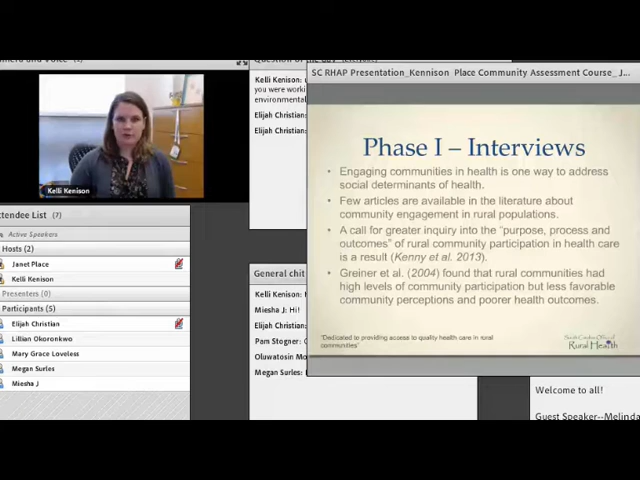 Kelli Kenison
ttendee List (7)
Active Speakers
Hosts (2)
Janet Place
Kelli Kenison
Presenters (0)
Participants (5)
Elijah Christian
Lillian Okoronkwo
Mary Grace Loveless
Megan Surles
Miesha J
Kelli Kenison:
you were worki
environmental
Elijah Christian:
Elijah Christian:
General chit
Kelli Kenison:
Miesha J: Hi!
Elijah Christian:
Pam Stogner:
Oluwatosin
Megan Surles:
SC RHAP Presentation_Kennison Place Community Assessment Course_ J...
Phase I – Interviews
• Engaging communities in health is one way to address
social determinants of health.
• Few articles are available in the literature about
community engagement in rural populations.
• A call for greater inquiry into the “purpose, process and
outcomes” of rural community participation in health care
is a result (Kenny et al. 2013).
• Greiner et al. (2004) found that rural communities had
high levels of community participation but less favorable
community perceptions and poorer health outcomes.
"Dedicated to providing access to quality health care in rural
communities"
Rural Health
Welcome to all!
Guest Speaker--Melinda